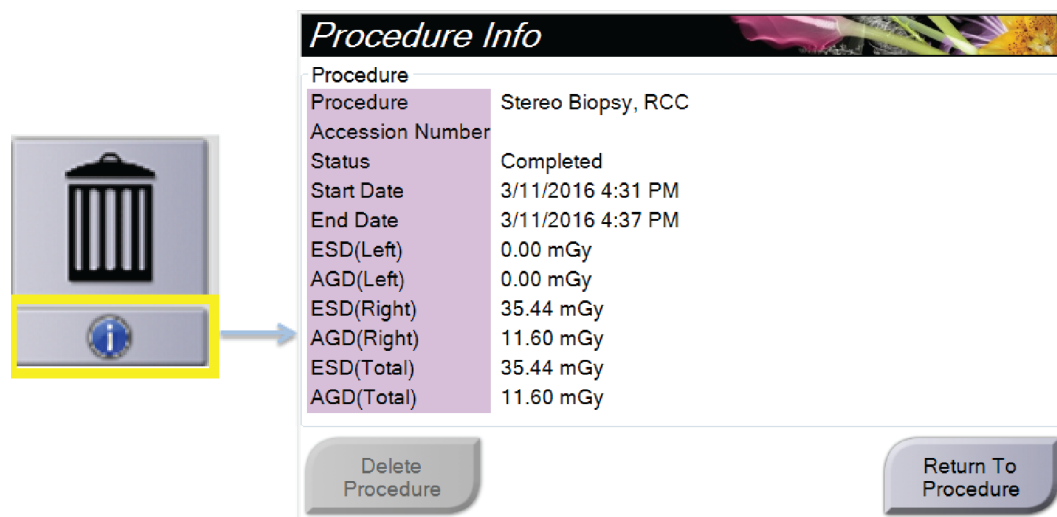 Procedure Info
Procedure
Procedure Stereo Biopsy, RCC
Accession Number
Status Completed
Start Date 3/11/2016 4:31 PM
End Date 3/11/2016 4:37 PM
ESD(Left) 0.00 mGy
AGD(Left) 0.00 mGy
ESD(Right) 35.44 mGy
AGD(Right) 11.60 mGy
ESD(Total) 35.44 mGy
AGD(Total) 11.60 mGy
Delete
Procedure
Return To
Procedure